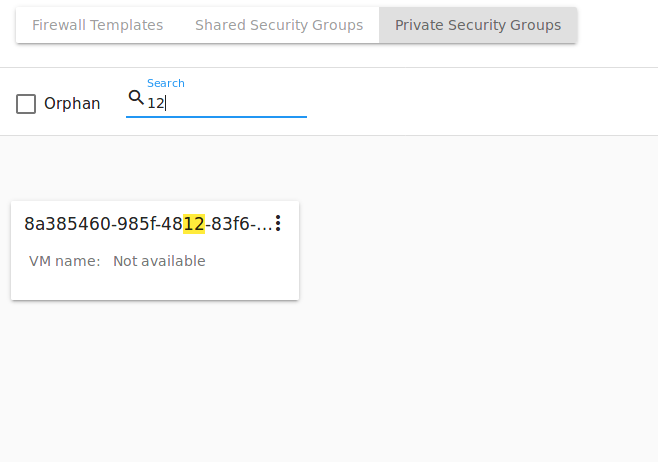 Firewall Templates Shared Security Groups Private Security Groups
Search
Orphan 12
8a385460-985f-4812-83f6-...
VM name: Not available